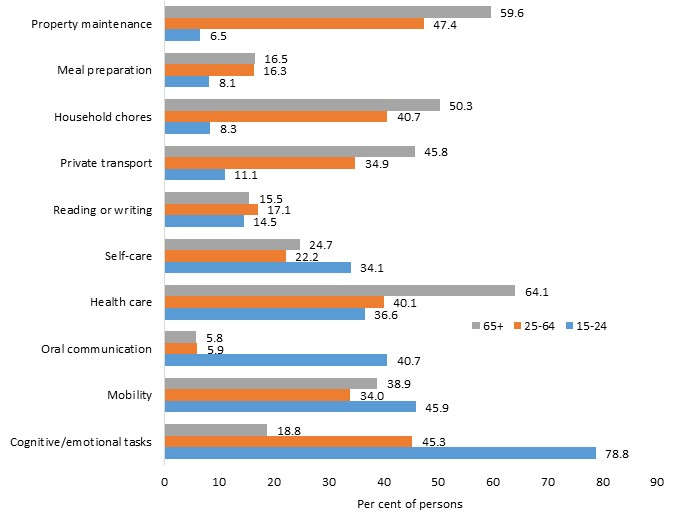 Property maintenance
59.6
47.4
6.5
Meal preparation
16.5
16.3
8.1
Household chores
50.3
40.7
8.3
Private transport
45.8
34.9
11.1
Reading or writing
15.5
17.1
14.5
Self-care
24.7
22.2
34.1
Health care
64.1
40.1
36.6
65+ 25-64 15-24
Oral communication
5.8
5.9
40.7
Mobility
38.9
34.0
45.9
Cognitive/emotional tasks
18.8
45.3
78.8
0 10 20 30 40 50 60 70 80 90
Per cent of persons